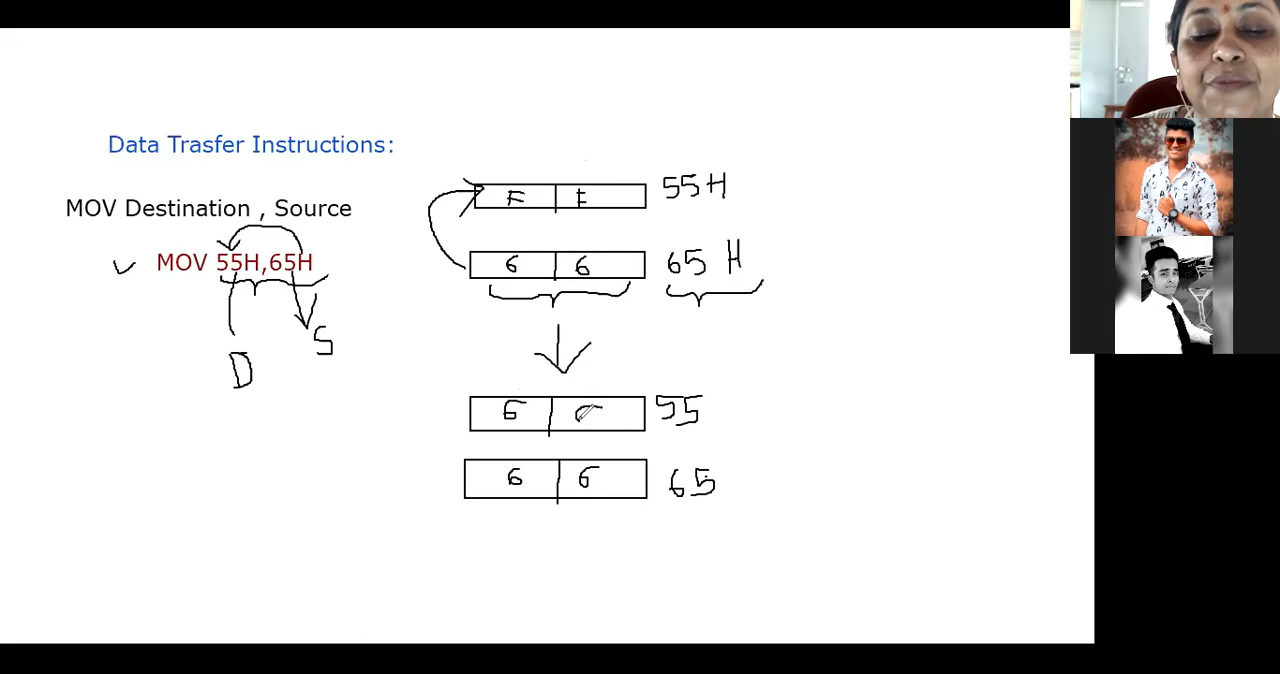 Data Trasfer Instructions:
MOV Destination , Source
MOV 55H,65H
D
S
F F 55H
6 6 65 H
6 55
6 6 65